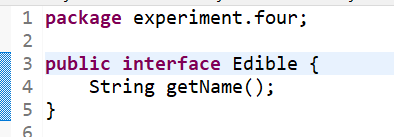 1 package experiment.four;
2
3 public interface Edible {
4     String getName();
5 }
6